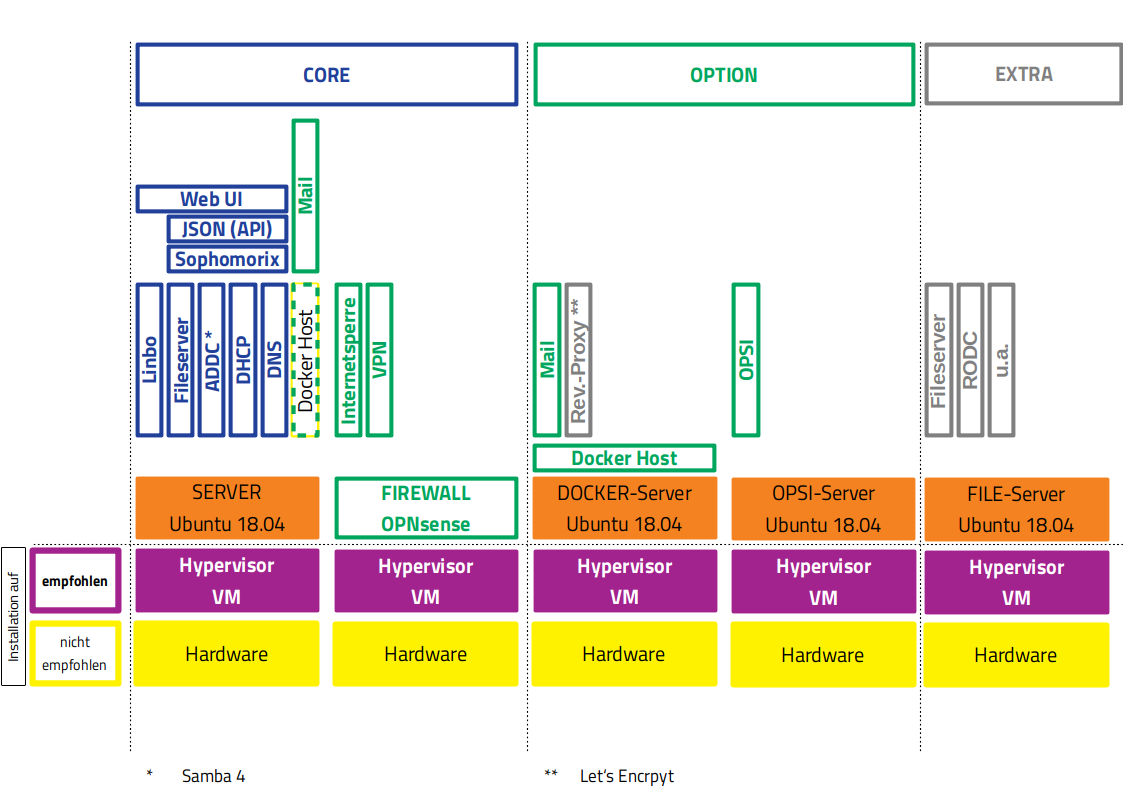 CORE
OPTION
EXTRA
Mail
Web UI
JSON (API)
Sophomorix
Linbo
Fileserver
ADDC *
DHCP
DNS
Docker Host
Internetsperre
VPN
Mail
Rev.-Proxy **
OPSI
Fileserver
RODC
u.a.
Docker Host
SERVER
Ubuntu 18.04
FIREWALL
OPNsense
DOCKER-Server
Ubuntu 18.04
OPSI-Server
Ubuntu 18.04
FILE-Server
Ubuntu 18.04
Installation auf
empfohlen
Hypervisor
VM
Hypervisor
VM
Hypervisor
VM
Hypervisor
VM
Hypervisor
VM
nicht
empfohlen
Hardware
Hardware
Hardware
Hardware
Hardware
* Samba 4
** Let’s Encrpyt